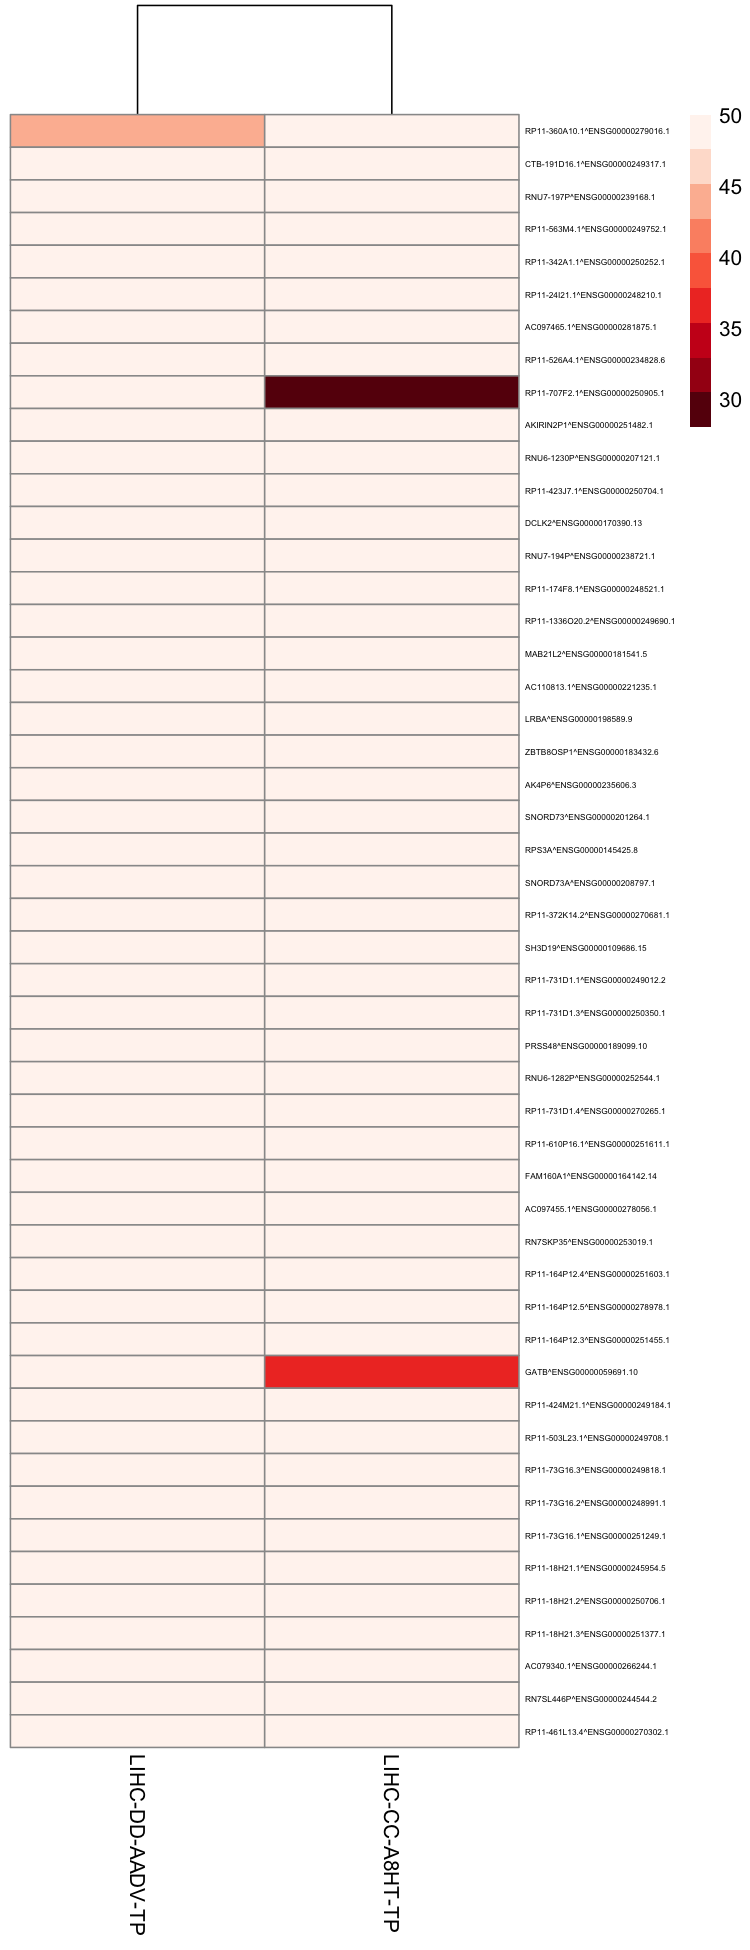 50
RP11-360A10.1^ENSG00000279016.1
CTB-191D16.1^ENSG00000249317.1
45
RNU7-197P^ENSG00000239168.1
RP11-563M4.1^ENSG00000249752.1
40
RP11-342A1.1^ENSG00000250252.1
RP11-24I21.1^ENSG00000248210.1
35
AC097465.1^ENSG00000281875.1
RP11-526A4.1^ENSG00000234828.6
RP11-707F2.1^ENSG00000250905.1
30
AKIRIN2P1^ENSG00000251482.1
RNU6-1230P^ENSG00000207121.1
RP11-423J7.1^ENSG00000250704.1
DCLK2^ENSG00000170390.13
RNU7-194P^ENSG00000238721.1
RP11-174F8.1^ENSG00000248521.1
RP11-1336O20.2^ENSG00000249690.1
MAB21L2^ENSG00000181541.5
AC110813.1^ENSG00000221235.1
LRBA^ENSG00000198589.9
ZBTB8OSP1^ENSG00000183432.6
AK4P6^ENSG00000235606.3
SNORD73^ENSG00000201264.1
RPS3A^ENSG00000145425.8
SNORD73A^ENSG00000208797.1
RP11-372K14.2^ENSG00000270681.1
SH3D19^ENSG00000109686.15
RP11-731D1.1^ENSG00000249012.2
RP11-731D1.3^ENSG00000250350.1
PRSS48^ENSG00000189099.10
RNU6-1282P^ENSG00000252544.1
RP11-731D1.4^ENSG00000270265.1
RP11-610P16.1^ENSG00000251611.1
FAM160A1^ENSG00000164142.14
AC097455.1^ENSG00000278056.1
RN7SKP35^ENSG00000253019.1
RP11-164P12.4^ENSG00000251603.1
RP11-164P12.5^ENSG00000278978.1
RP11-164P12.3^ENSG00000251455.1
GATB^ENSG00000059691.10
RP11-424M21.1^ENSG00000249184.1
RP11-503L23.1^ENSG00000249708.1
RP11-73G16.3^ENSG00000249818.1
RP11-73G16.2^ENSG00000248991.1
RP11-73G16.1^ENSG00000251249.1
RP11-18H21.1^ENSG00000245954.5
RP11-18H21.2^ENSG00000250706.1
RP11-18H21.3^ENSG00000251377.1
AC079340.1^ENSG00000266244.1
RN7SL446P^ENSG00000244544.2
RP11-461L13.4^ENSG00000270302.1
LIHC-DD-AADV-TP
LIHC-CC-A8HT-TP